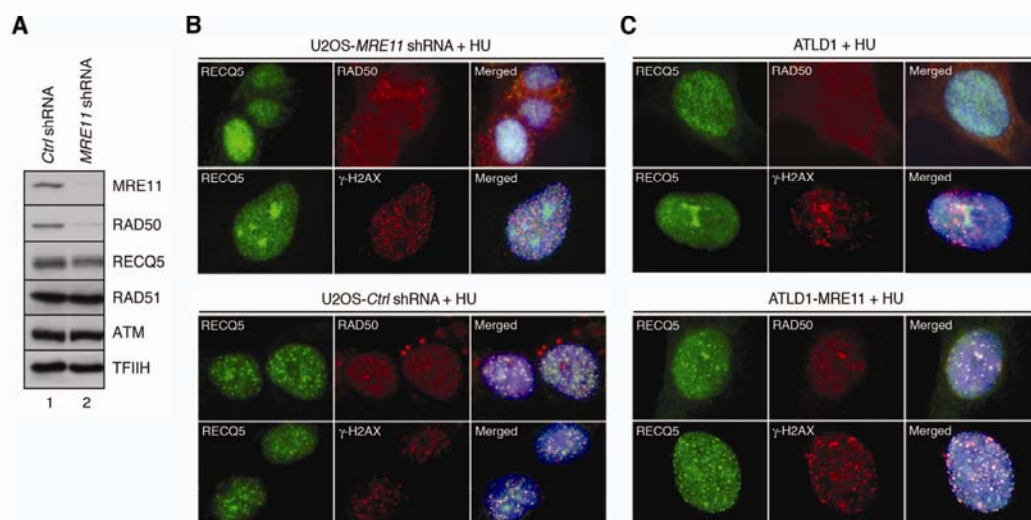 A
Ctrl shRNA
MRE11 shRNA
MRE11
RAD50
RECQ5
RAD51
ATM
TFIIH
1 2
B
U2OS-MRE11 shRNA + HU
RECQ5 RAD50 Merged
RECQ5 γ-H2AX Merged
U2OS-Ctrl shRNA + HU
RECQ5 RAD50 Merged
RECQ5 γ-H2AX Merged
C
ATLD1 + HU
RECQ5 RAD50 Merged
RECQ5 γ-H2AX Merged
ATLD1-MRE11 + HU
RECQ5 RAD50 Merged
RECQ5 γ-H2AX Merged